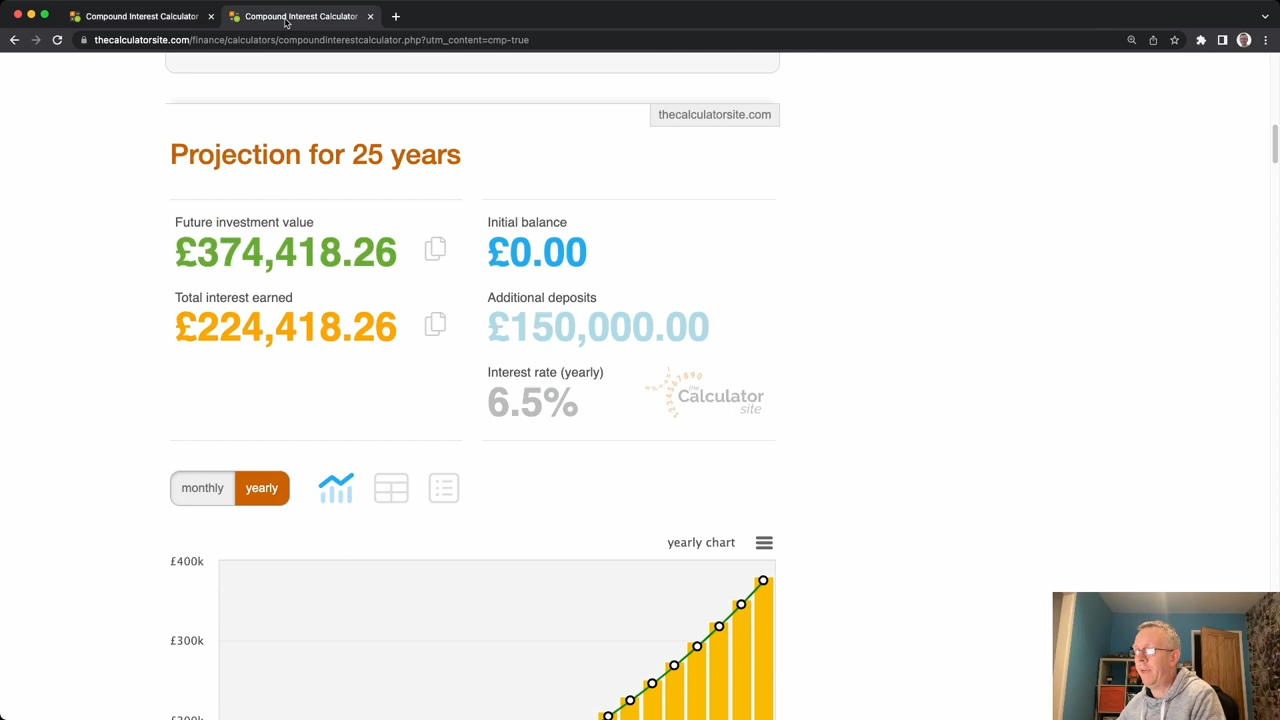 Compound Interest Calculator
Compound Interest Calculator
thecalculatorsite.com/finance/calculators/compoundinterestcalculator.php?utm_content=cmp-true
thecalculatorsite.com
Projection for 25 years
Future investment value
£374,418.26
Initial balance
£0.00
Total interest earned
£224,418.26
Additional deposits
£150,000.00
Interest rate (yearly)
6.5%
the
Calculator
site
monthly
yearly
yearly chart
£400k
£300k